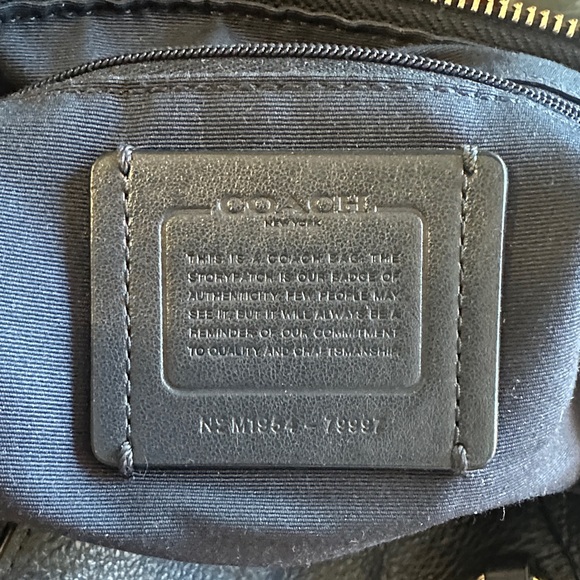 COACH
NEW YORK
THIS IS A COACH BAG. THE
STORYPATCH IS OUR BADGE OF
AUTHENTICITY. FEW PEOPLE MAY
SEE IT, BUT IT WILL ALWAYS BE A
REMINDER OF OUR COMMITMENT
TO QUALITY AND CRAFTSMANSHIP.
M1954 - 79997